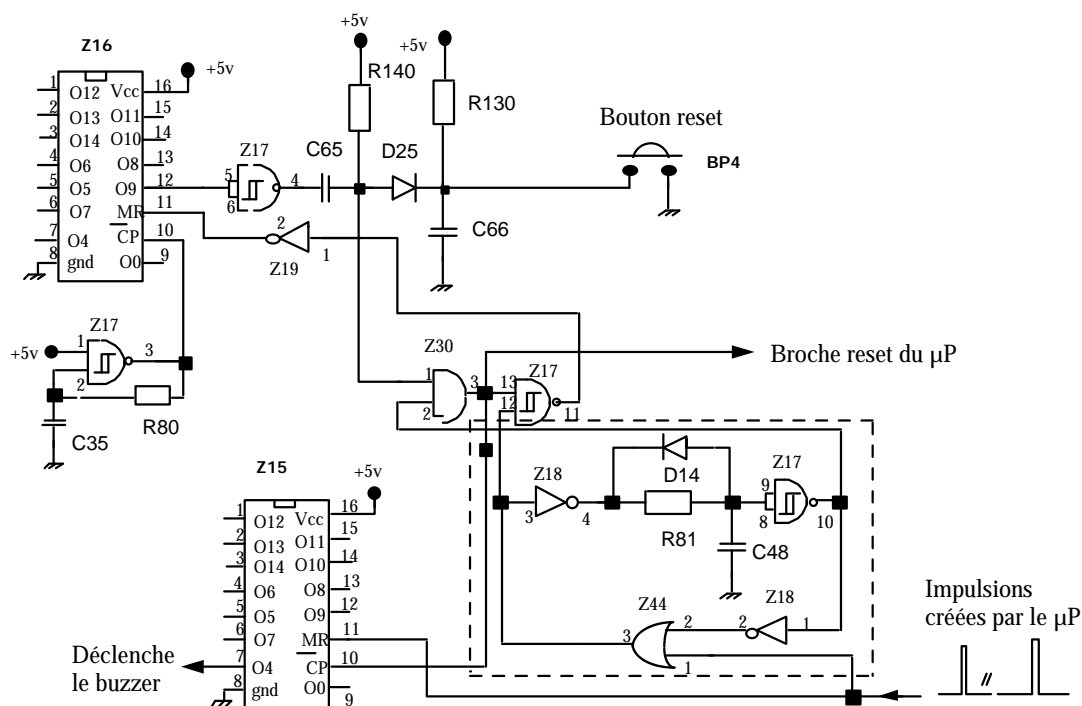 +5v
+5v
Z16
+5v
R140
R130
Bouton reset
BP4
1 O12 Vcc 16
2 O13 O11 15
3 O14 O10 14
4 O6 O8 13
5 O5 O9 12
6 O7 MR 11
7 O4 CP 10
8 gnd O0 9
Z17
5
6
4
C65
D25
C66
2
1
Z19
+5v
Z17
1
2
3
R80
C35
Z30
1
2
3
Broche reset du µP
Z17
13
12
11
Z15
+5v
1 O12 Vcc 16
2 O13 O11 15
3 O14 O10 14
4 O6 O8 13
5 O5 O9 12
6 O7 MR 11
7 O4 CP 10
8 gnd O0 9
Déclenche
le buzzer
Z18
3
4
D14
R81
C48
Z17
9
8
10
Z44
3
2
1
Z18
2
1
Impulsions
créées par le µP
//